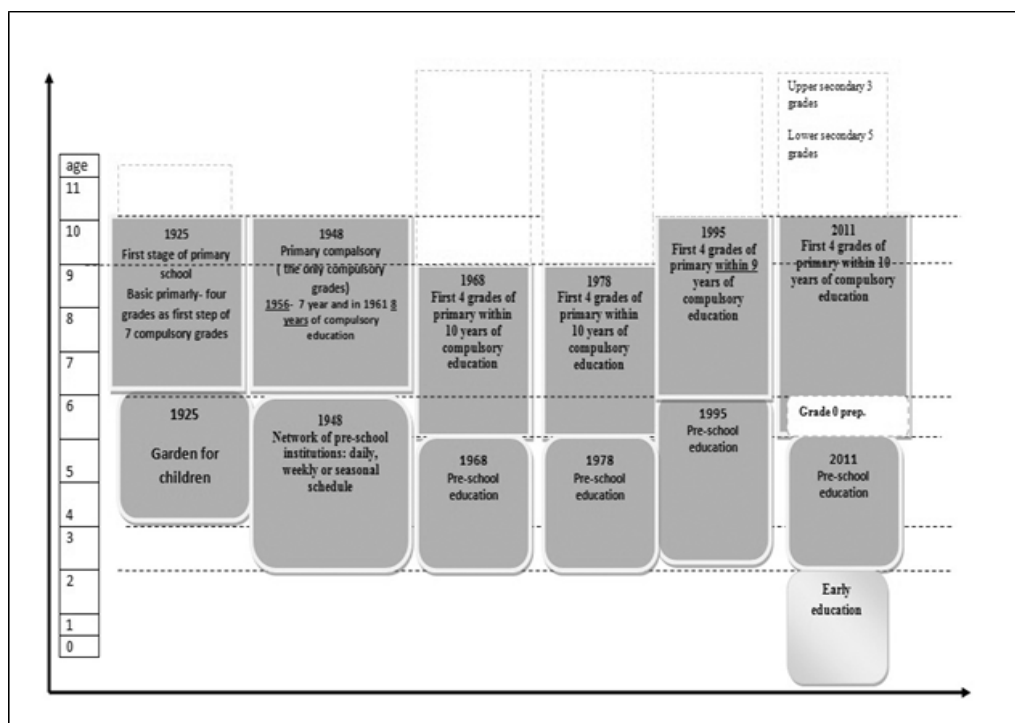 age
11
10
9
8
7
6
5
4
3
2
1
0
1925
First stage of primary
school
Basic primarly- four
grades as first step of
7 compulsory grades
1925
Garden for
children
1948
Primary compalsory
( the only compulsory
grades)
1956- 7 year and in 1961 8
years of compulsory
education
1948
Network of pre-school
institutions: daily,
weekly or seasonal
schedule
1968
First 4 grades of
primary within 10
years of
compulsory
education
1968
Pre-school
education
1978
First 4 grades of
primary within
10 years of
compulsory
education
1978
Pre-school
education
1995
First 4 grades of
primary within 9
years of
compulsory
education
1995
Pre-school
education
Upper secondary 3
grades
Lower secondary 5
grades
2011
First 4 grades of
primary within 10
years of compulsory
education
Grade 0 prep.
2011
Pre-school
education
Early
education